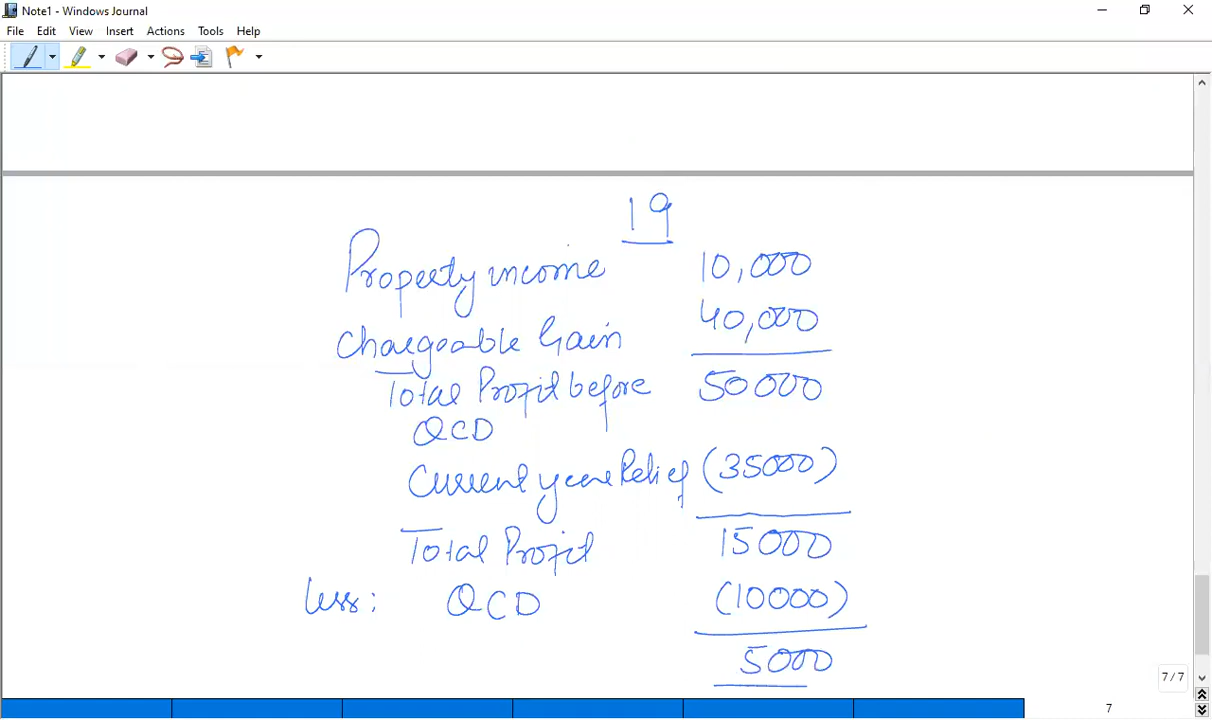 Note1 - Windows Journal
File Edit View Insert Actions Tools Help
19
Property income 10,000
Chargeable Gain 40,000
Total Profit before 50000
QCD
Current year Relief (35000)
Total Profit 15000
less: QCD (10000)
5000
7 / 7
7